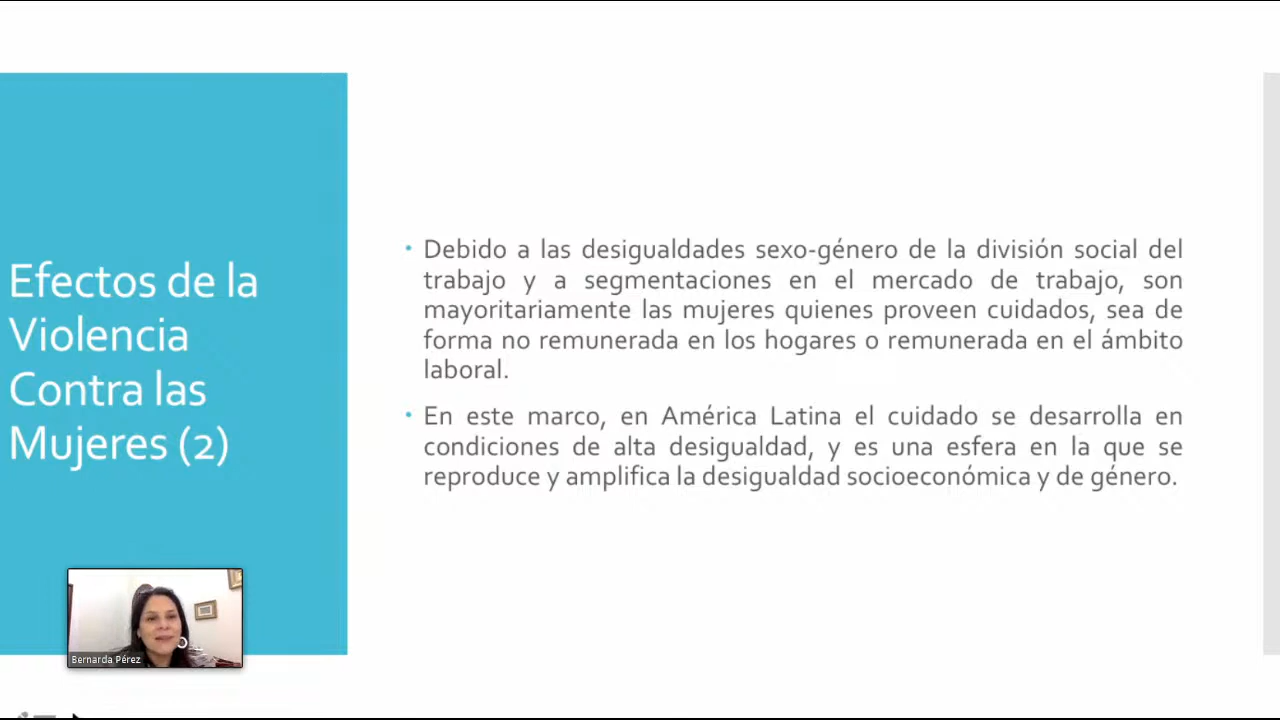 Efectos de la
Violencia
Contra las
Mujeres (2)
• Debido a las desigualdades sexo-género de la división social del
trabajo y a segmentaciones en el mercado de trabajo, son
mayoritariamente las mujeres quienes proveen cuidados, sea de
forma no remunerada en los hogares o remunerada en el ámbito
laboral.
• En este marco, en América Latina el cuidado se desarrolla en
condiciones de alta desigualdad, y es una esfera en la que se
reproduce y amplifica la desigualdad socioeconómica y de género.
Bernarda Pérez